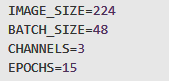 IMAGE_SIZE=224
BATCH_SIZE=48
CHANNELS=3
EPOCHS=15